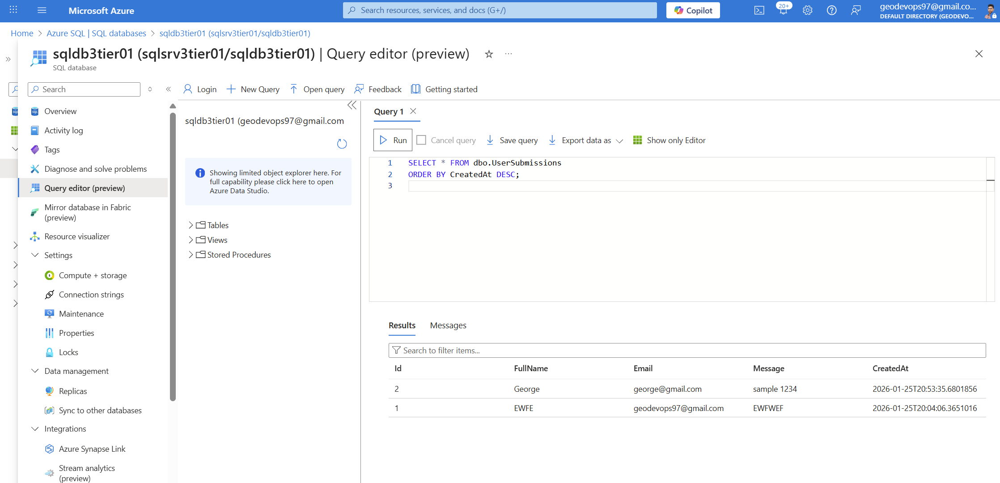 Microsoft Azure
Search resources, services, and docs (G+/)
Copilot
20+
geodevops97@gmail.co...
DEFAULT DIRECTORY (GEODEVO...
Home > Azure SQL | SQL databases > sqldb3tier01 (sqlsrv3tier01/sqldb3tier01)
sqldb3tier01 (sqlsrv3tier01/sqldb3tier01) | Query editor (preview)
SQL database
Search
Overview
Activity log
Tags
Diagnose and solve problems
Query editor (preview)
Mirror database in Fabric
(preview)
Resource visualizer
Settings
Compute + storage
Connection strings
Maintenance
Properties
Locks
Data management
Replicas
Sync to other databases
Integrations
Azure Synapse Link
Stream analytics
(preview)
Login
New Query
Open query
Feedback
Getting started
sqldb3tier01 (geodevops97@gmail.com
Showing limited object explorer here. For
full capability please click here to open
Azure Data Studio.
Tables
Views
Stored Procedures
Query 1
Run
Cancel query
Save query
Export data as
Show only Editor
1 SELECT * FROM dbo.UserSubmissions
2 ORDER BY CreatedAt DESC;
3
Results Messages
Search to filter items...
Id FullName Email Message CreatedAt
2 George george@gmail.com sample 1234 2026-01-25T20:53:35.6801856
1 EWFE geodevops97@gmail.com EWFWEF 2026-01-25T20:04:06.3651016